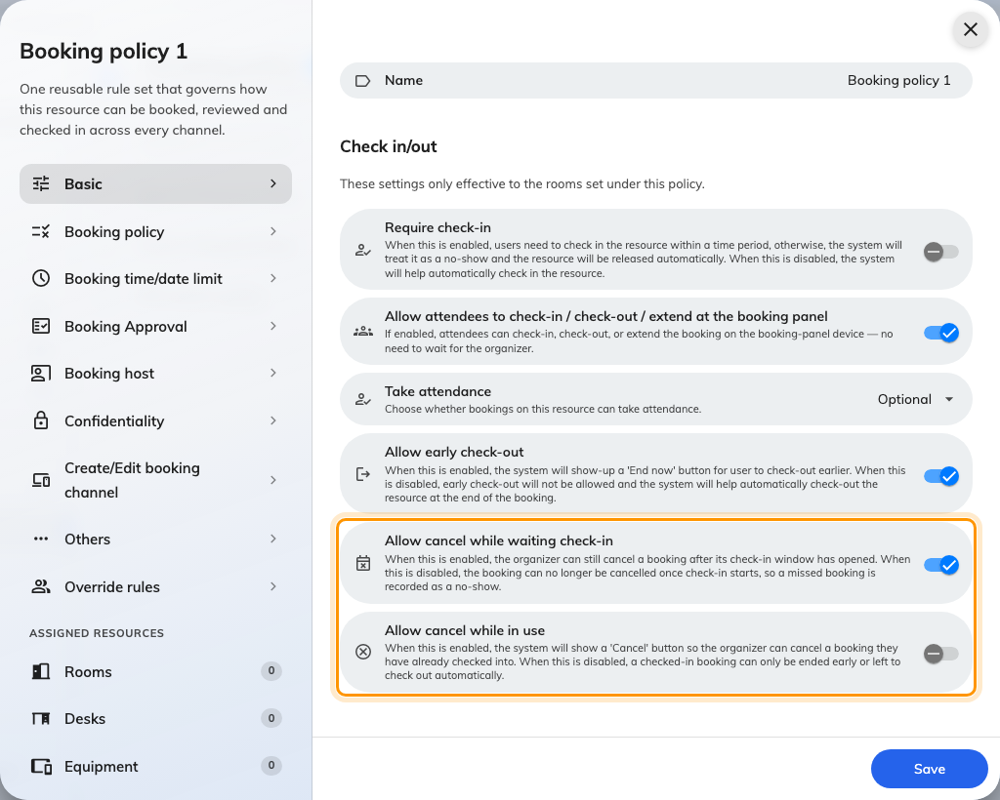 Booking policy 1
One reusable rule set that governs how
this resource can be booked, reviewed and
checked in across every channel.
Basic
Booking policy
Booking time/date limit
Booking Approval
Booking host
Confidentiality
Create/Edit booking
channel
Others
Override rules
ASSIGNED RESOURCES
Rooms 0
Desks 0
Equipment 0
Name Booking policy 1
Check in/out
These settings only effective to the rooms set under this policy.
Require check-in
When this is enabled, users need to check in the resource within a time period, otherwise, the system will
treat it as a no-show and the resource will be released automatically. When this is disabled, the system
will help automatically check in the resource.
Allow attendees to check-in / check-out / extend at the booking panel
If enabled, attendees can check-in, check-out, or extend the booking on the booking-panel device — no
need to wait for the organizer.
Take attendance
Choose whether bookings on this resource can take attendance.
Optional
Allow early check-out
When this is enabled, the system will show-up a 'End now' button for user to check-out earlier. When this
is disabled, early check-out will not be allowed and the system will help automatically check-out the
resource at the end of the booking.
Allow cancel while waiting check-in
When this is enabled, the organizer can still cancel a booking after its check-in window has opened. When
this is disabled, the booking can no longer be cancelled once check-in starts, so a missed booking is
recorded as a no-show.
Allow cancel while in use
When this is enabled, the system will show a 'Cancel' button so the organizer can cancel a booking they
have already checked into. When this is disabled, a checked-in booking can only be ended early or left to
check out automatically.
Save